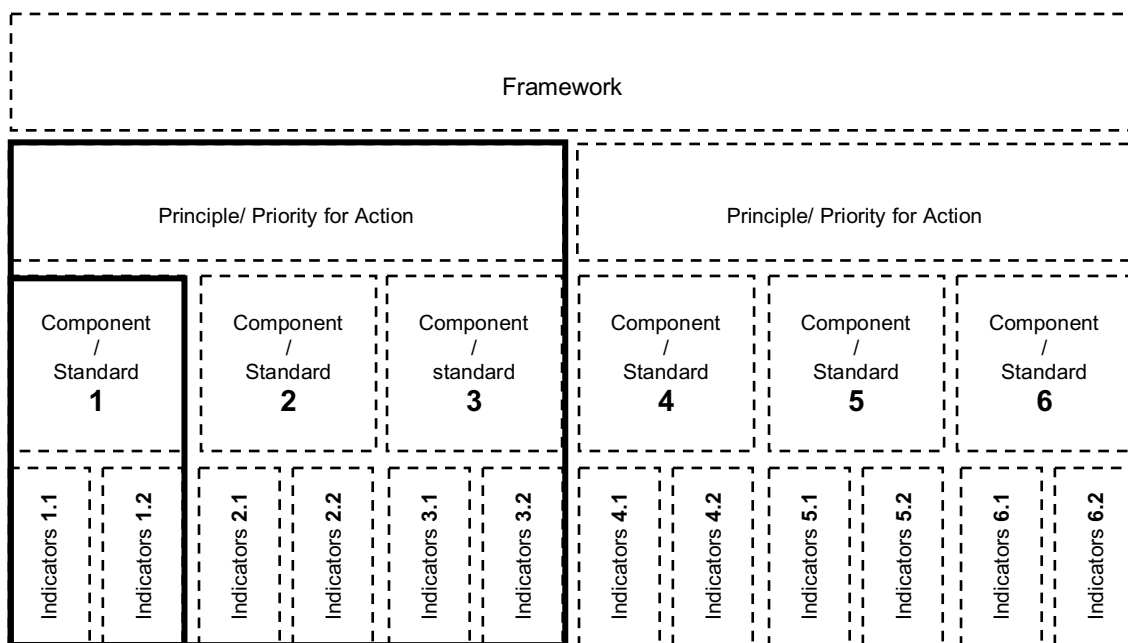 Framework
Principle/ Priority for Action
Principle/ Priority for Action
Component
/
Standard
1
Component
/
Standard
2
Component
/
standard
3
Component
/
Standard
4
Component
/
Standard
5
Component
/
Standard
6
Indicators 1.1
Indicators 1.2
Indicators 2.1
Indicators 2.2
Indicators 3.1
Indicators 3.2
Indicators 4.1
Indicators 4.2
Indicators 5.1
Indicators 5.2
Indicators 6.1
Indicators 6.2